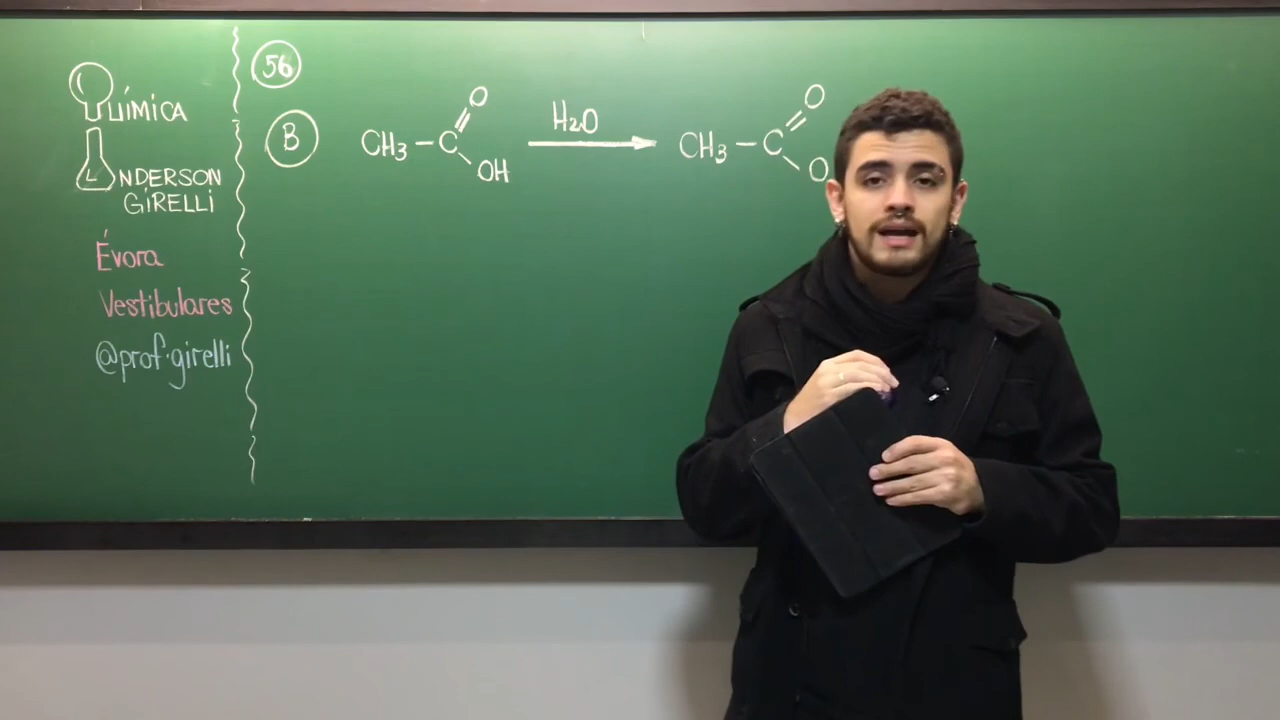 QUÍMICA
ANDERSON
GIRELLI
Évora
Vestibulares
@prof.girelli
56
B
CH3 – C = O
OH
H2O
CH3 – C = O
O